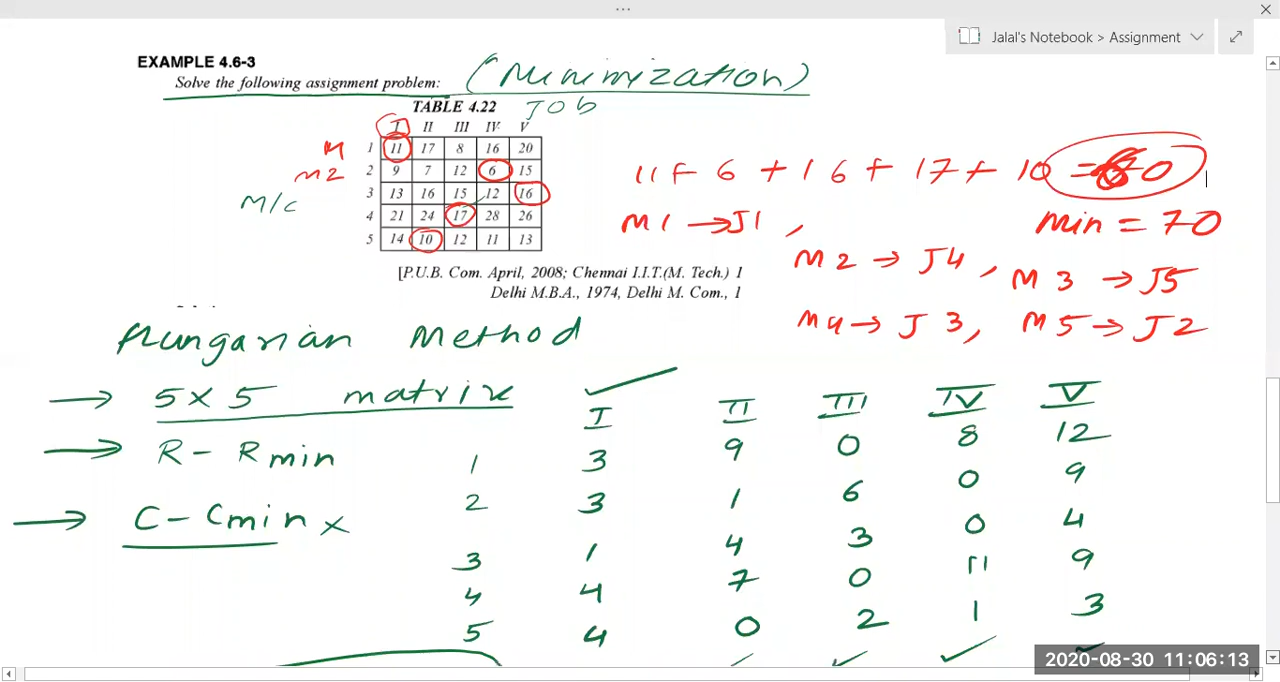 Jalal's Notebook > Assignment
EXAMPLE 4.6-3
Solve the following assignment problem: (Minimization)
TABLE 4.22 JOB
I II III IV V
M 1 11 17 8 16 20
M2 2 9 7 12 6 15
M/C 3 13 16 15 12 16
4 21 24 17 28 26
5 14 10 12 11 13
11+ 6 + 16 + 17 + 10 = 70
min = 70
M1 → J1,
M2 → J4, M3 → J5
M4 → J3, M5 → J2
[P.U.B. Com. April, 2008; Chennai I.I.T.(M. Tech.) 1
Delhi M.B.A., 1974, Delhi M. Com., 1
Hungarian Method
→ 5 x 5 matrix ✓
→ R - Rmin
→ C - Cmin x
I II III IV V
1 3 9 0 8 12
2 3 1 6 0 9
3 1 4 3 0 4
4 4 7 0 11 9
5 4 0 2 1 3
2020-08-30 11:06:13